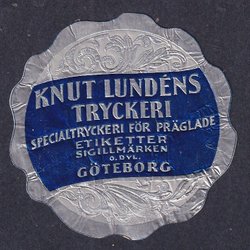 KNUT LUNDÉNS
TRYCKERI
SPECIALTRYCKERI FÖR PRÄGLADE
ETIKETTER
SIGILLMÄRKEN
O. DYL.
GÖTEBORG